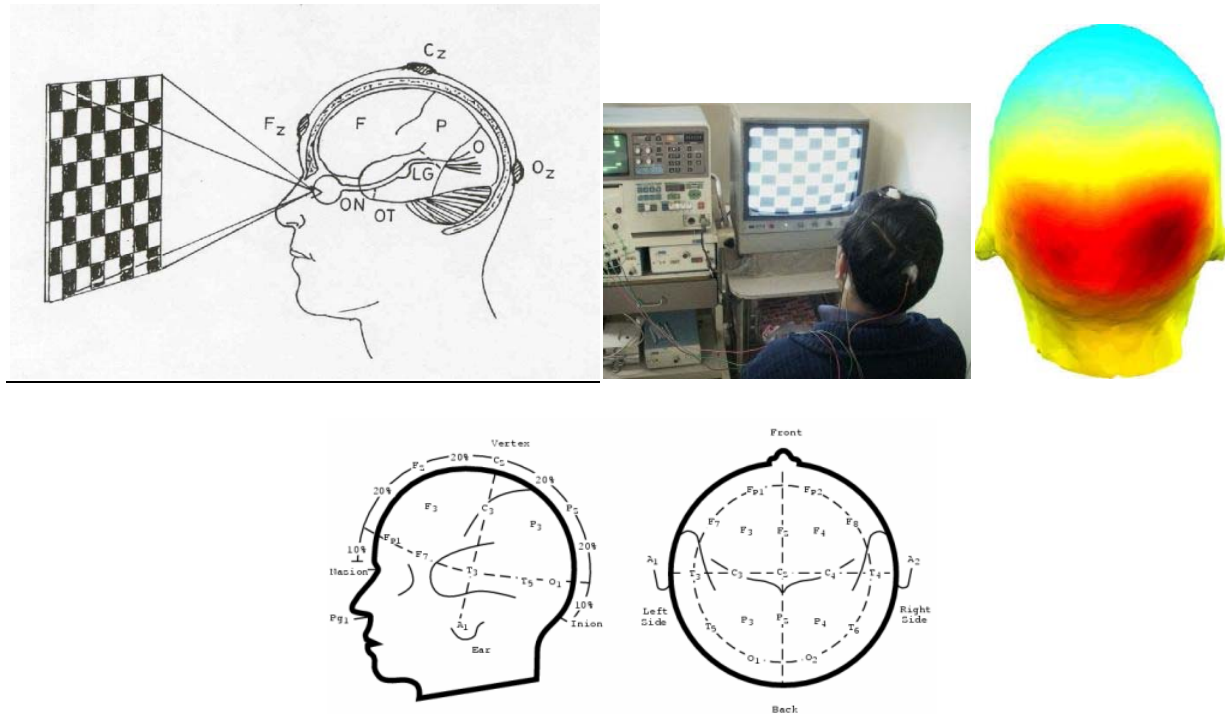 Cz
Fz
F
P
O
Oz
LG
ON
OT
Vertex
20%
Cz
20%
Fz
20%
Pz
20%
10%
10%
F3
C3
P3
Fp1
F7
T3
T5
O1
Nasion
Pg1
A1
Ear
Inion
Front
Fp1
Fp2
F7
F3
Fz
F4
F8
A1
A2
T3
C3
Cz
C4
T4
Left
Side
Right
Side
T5
P3
Pz
P4
T6
O1
O2
Back